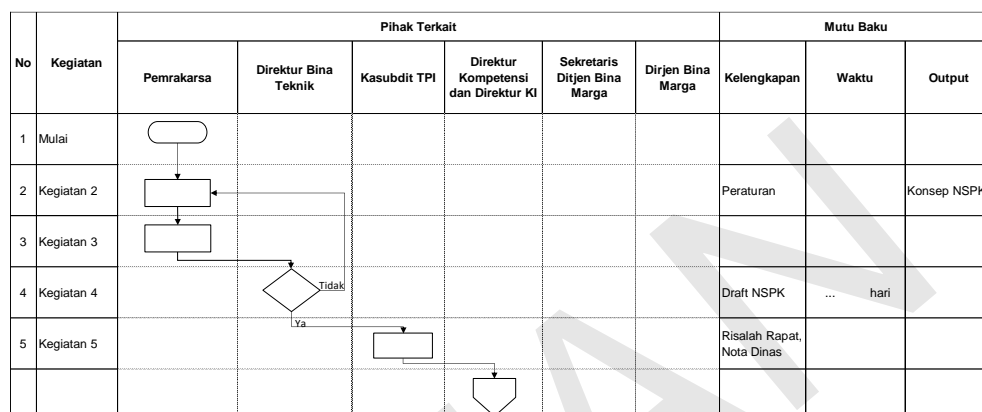 Pihak Terkait Mutu Baku
No Kegiatan
Pemrakarsa
Direktur Bina
Teknik
Kasubdit TPI
Direktur
Kompetensi
dan Direktur KI
Sekretaris
Ditjen Bina
Marga
Dirjen Bina
Marga
Kelengkapan
Waktu
Output
1 Mulai
2 Kegiatan 2 Peraturan Konsep NSPK
3 Kegiatan 3
4 Kegiatan 4 Tidak Draft NSPK ... hari
Ya
5 Kegiatan 5 Risalah Rapat,
Nota Dinas